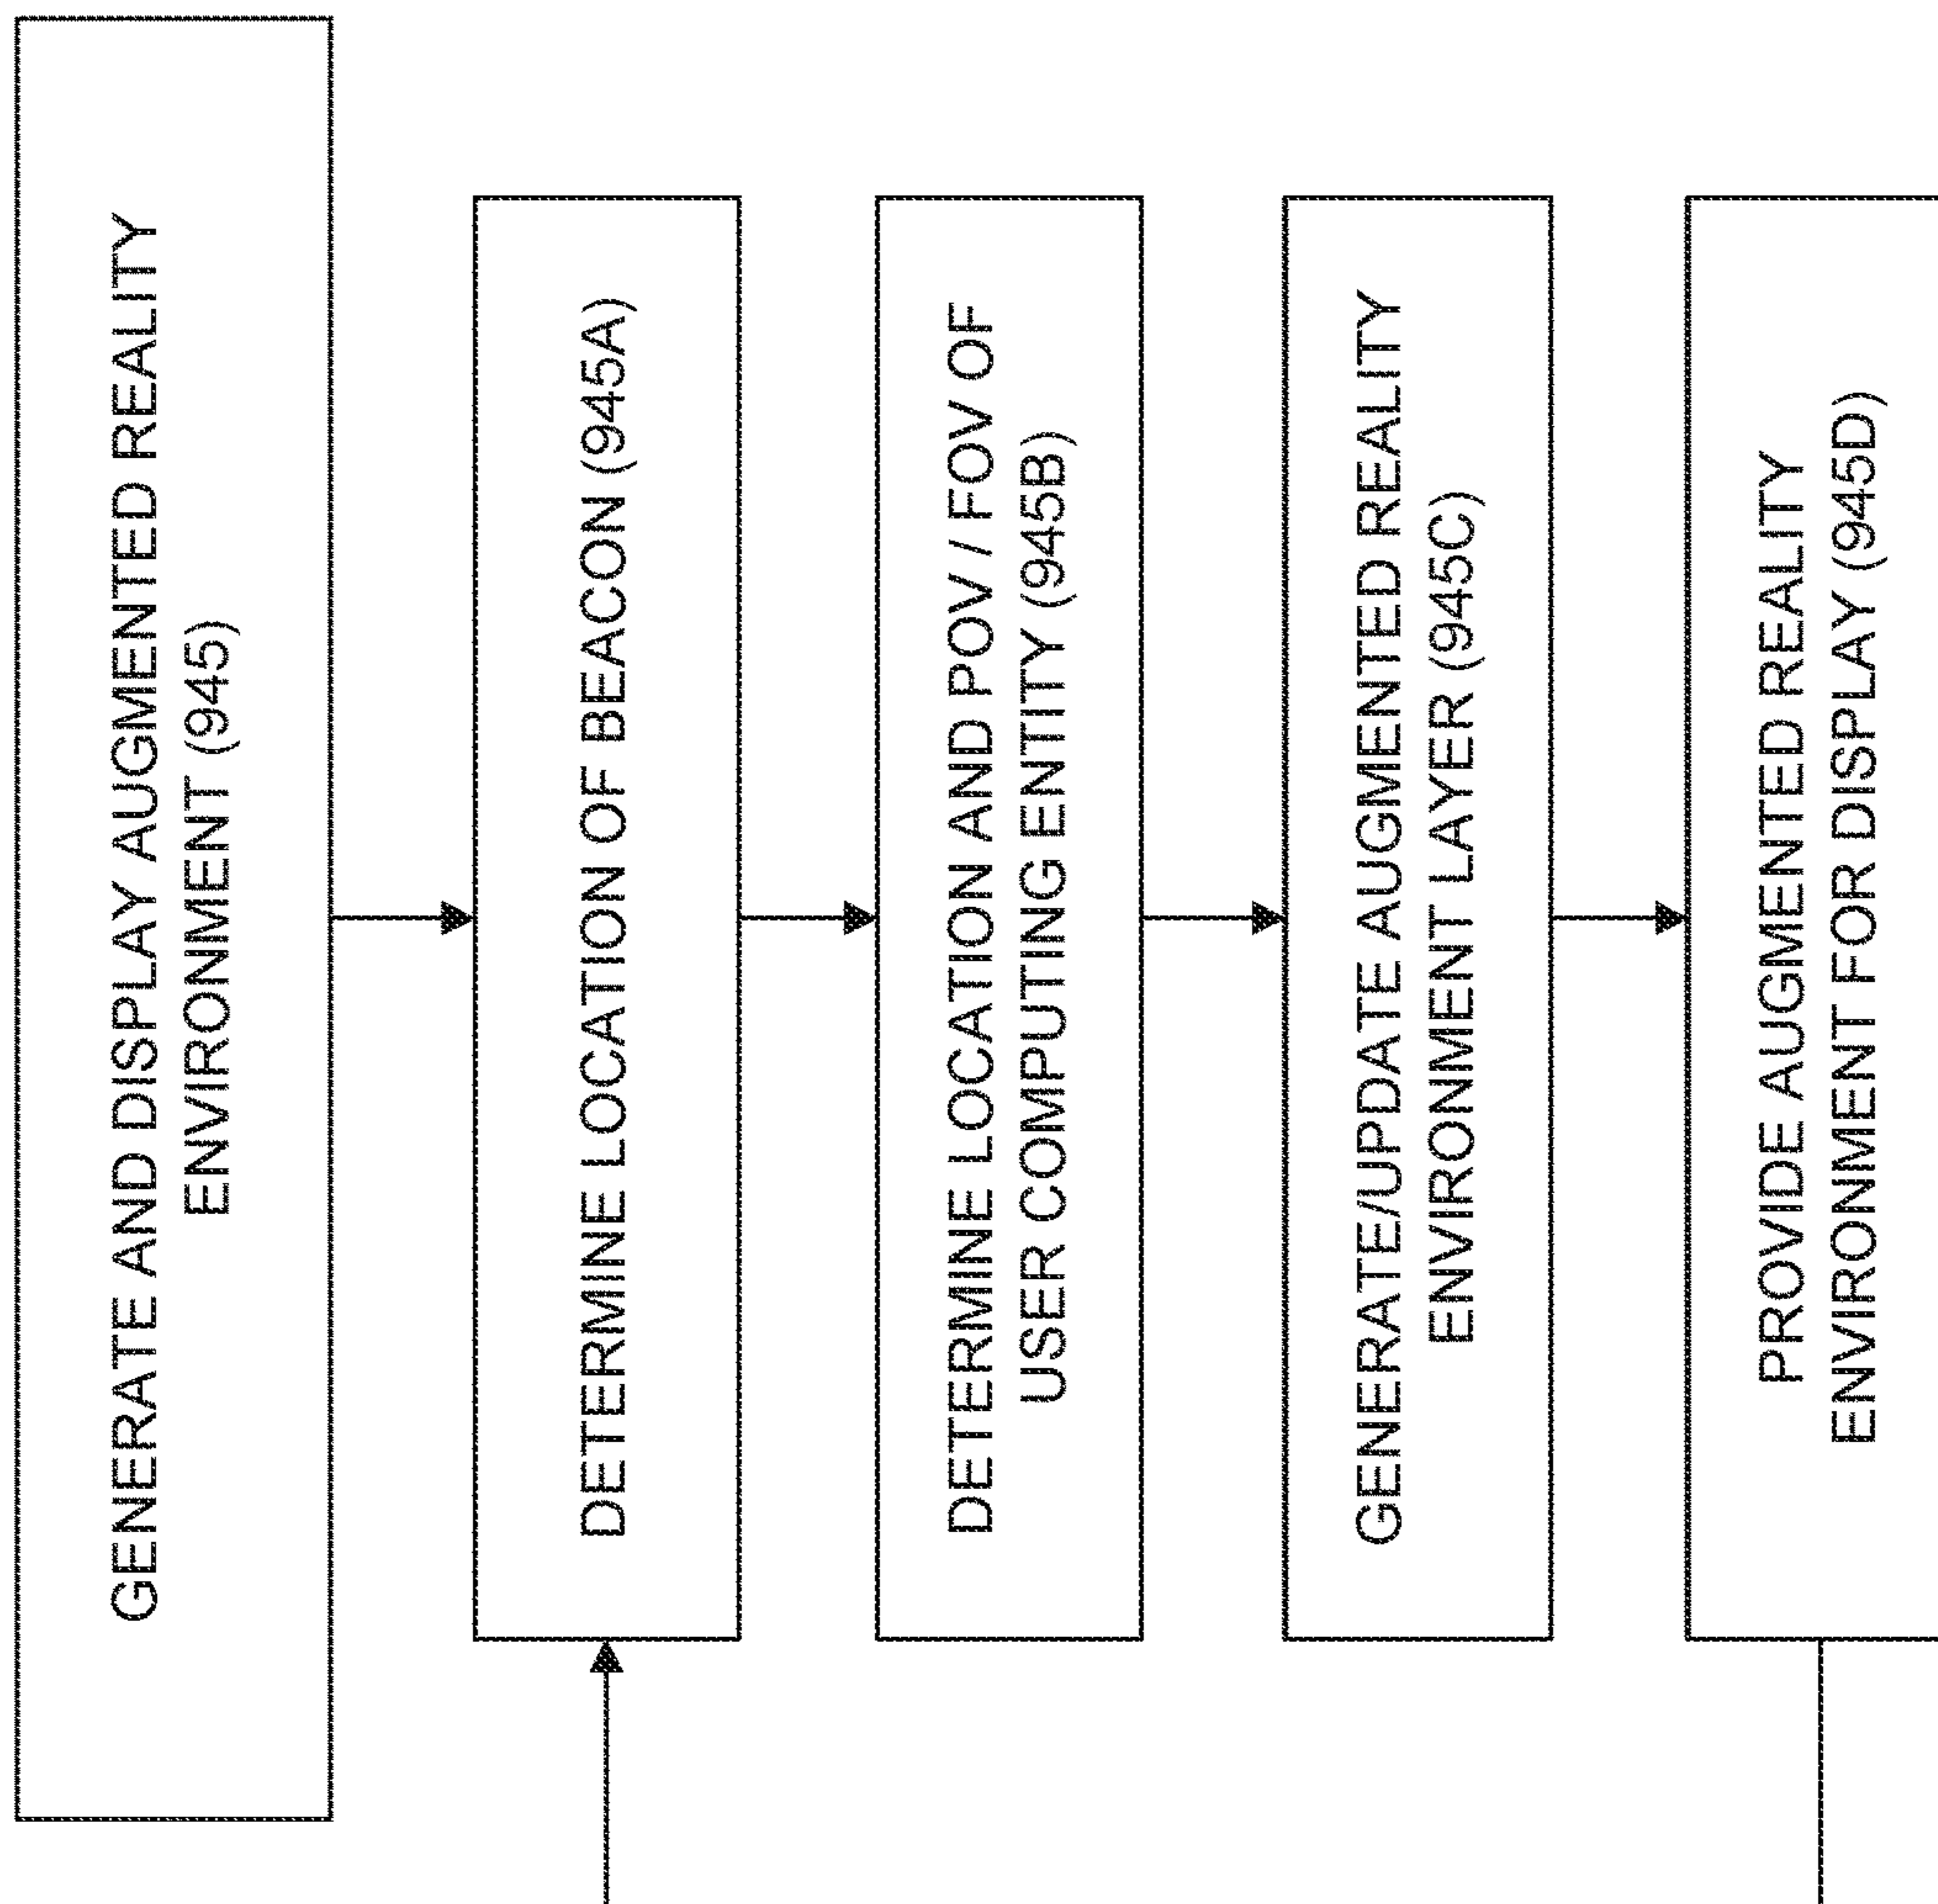 GENERATE AND DISPLAY AUGMENTED REALITY
ENVIRONMENT (945)
DETERMINE LOCATION OF BEACON (945A)
DETERMINE LOCATION AND POV / FOV OF
USER COMPUTING ENTITY (945B)
GENERATE/UPDATE AUGMENTED REALITY
ENVIRONMENT LAYER (945C)
PROVIDE AUGMENTED REALITY
ENVIRONMENT FOR DISPLAY (945D)